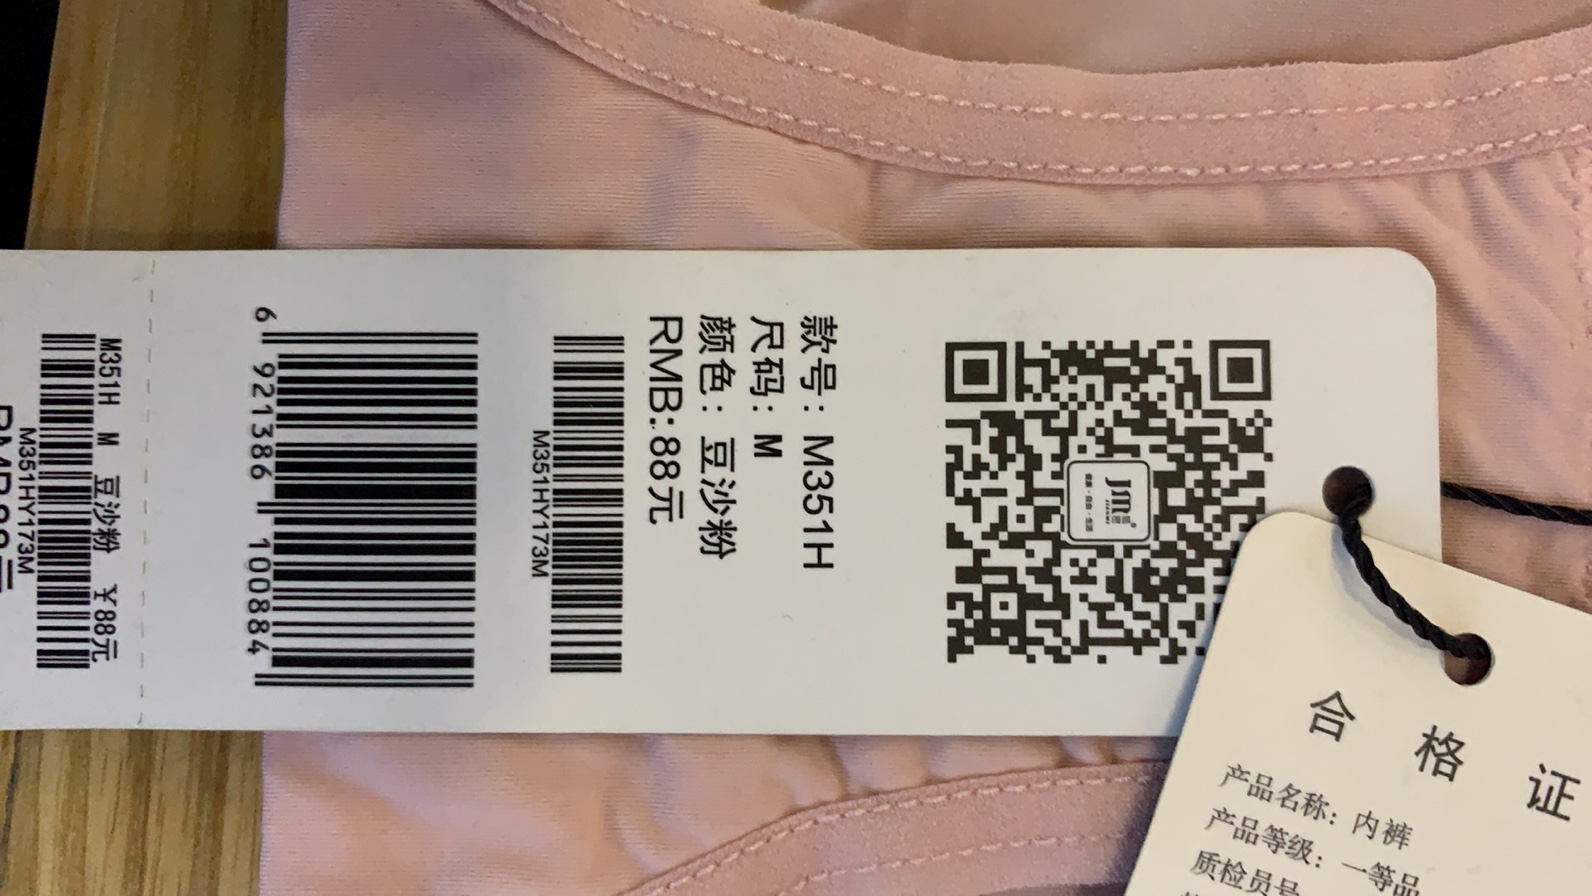 款号：M351H
尺码：M
颜色：豆沙粉
RMB:88元
M351HY173M
6 921386 100884
M351H M 豆沙粉 ￥88元
M351HY173M
JM
合格证
产品名称：内裤
产品等级：一等品
质检员号